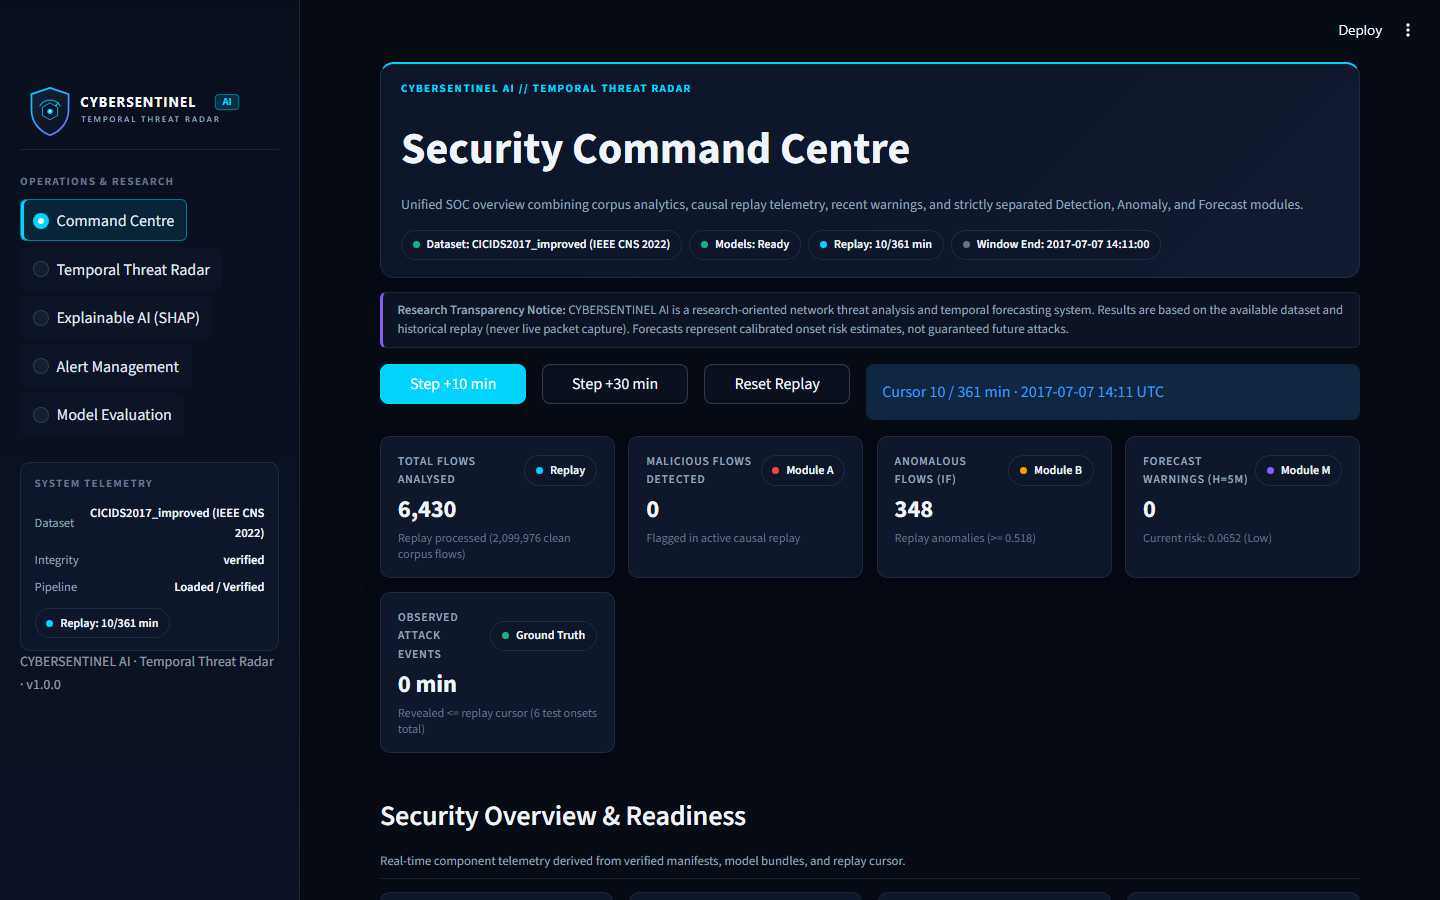 Deploy
CYBERSENTINEL AI
TEMPORAL THREAT RADAR
OPERATIONS & RESEARCH
Command Centre
Temporal Threat Radar
Explainable AI (SHAP)
Alert Management
Model Evaluation
SYSTEM TELEMETRY
Dataset CICIDS2017_improved (IEEE CNS
2022)
Integrity verified
Pipeline Loaded / Verified
Replay: 10/361 min
CYBERSENTINEL AI · Temporal Threat Radar
· v1.0.0
CYBERSENTINEL AI // TEMPORAL THREAT RADAR
Security Command Centre
Unified SOC overview combining corpus analytics, causal replay telemetry, recent warnings, and strictly separated Detection, Anomaly, and Forecast modules.
Dataset: CICIDS2017_improved (IEEE CNS 2022) Models: Ready Replay: 10/361 min Window End: 2017-07-07 14:11:00
Research Transparency Notice: CYBERSENTINEL AI is a research-oriented network threat analysis and temporal forecasting system. Results are based on the available dataset and
historical replay (never live packet capture). Forecasts represent calibrated onset risk estimates, not guaranteed future attacks.
Step +10 min Step +30 min Reset Replay Cursor 10 / 361 min · 2017-07-07 14:11 UTC
TOTAL FLOWS
ANALYSED
Replay
6,430
Replay processed (2,099,976 clean
corpus flows)
MALICIOUS FLOWS
DETECTED
Module A
0
Flagged in active causal replay
ANOMALOUS
FLOWS (IF)
Module B
348
Replay anomalies (>= 0.518)
FORECAST
WARNINGS (H=5M)
Module M
0
Current risk: 0.0652 (Low)
OBSERVED
ATTACK
EVENTS
Ground Truth
0 min
Revealed <= replay cursor (6 test onsets
total)
Security Overview & Readiness
Real-time component telemetry derived from verified manifests, model bundles, and replay cursor.